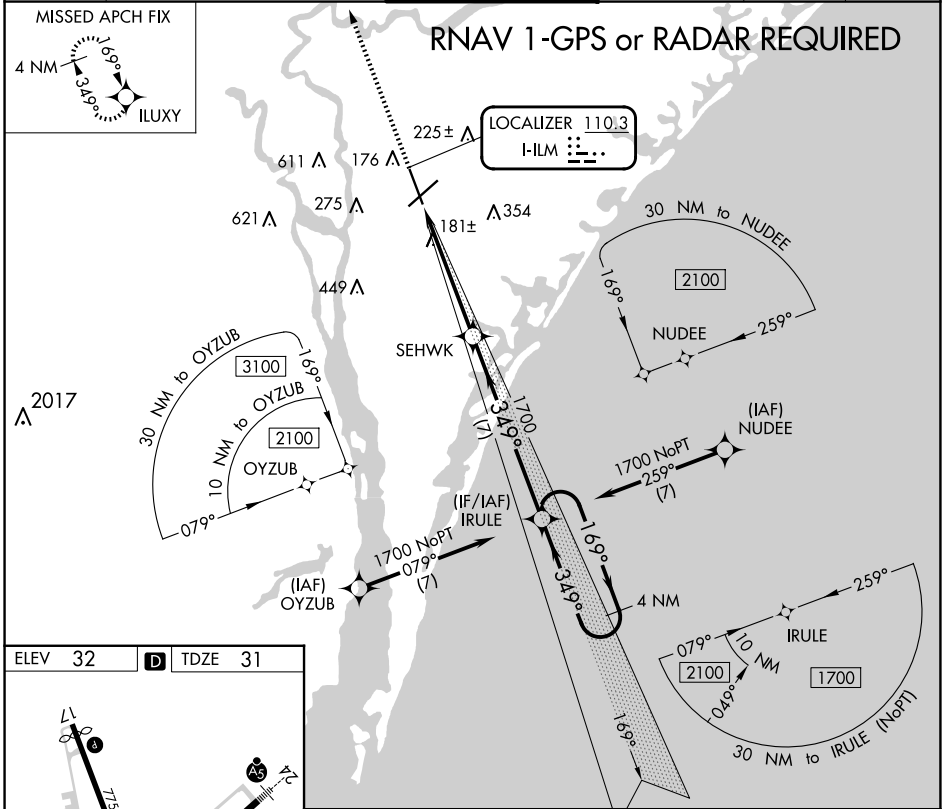 MISSED APCH FIX
4 NM
169°
349°
ILUXY
RNAV 1-GPS or RADAR REQUIRED
LOCALIZER 110.3
I-ILM
225±
611
176
275
621
181±
354
449
2017
30 NM to NUDEE
2100
169°
NUDEE
259°
SEHWK
30 NM to OYZUB
3100
169°
10 NM to OYZUB
2100
OYZUB
079°
1700
349°
(7)
(IAF)
NUDEE
1700 NoPT
259°
(7)
(IF/IAF)
IRULE
1700 NoPT
079°
(7)
(IAF)
OYZUB
169°
349°
4 NM
169°
259°
079°
IRULE
10 NM
2100
1700
049°
30 NM to IRULE (NoPT)
ELEV 32
D
TDZE 31
17
P
775
A5
24